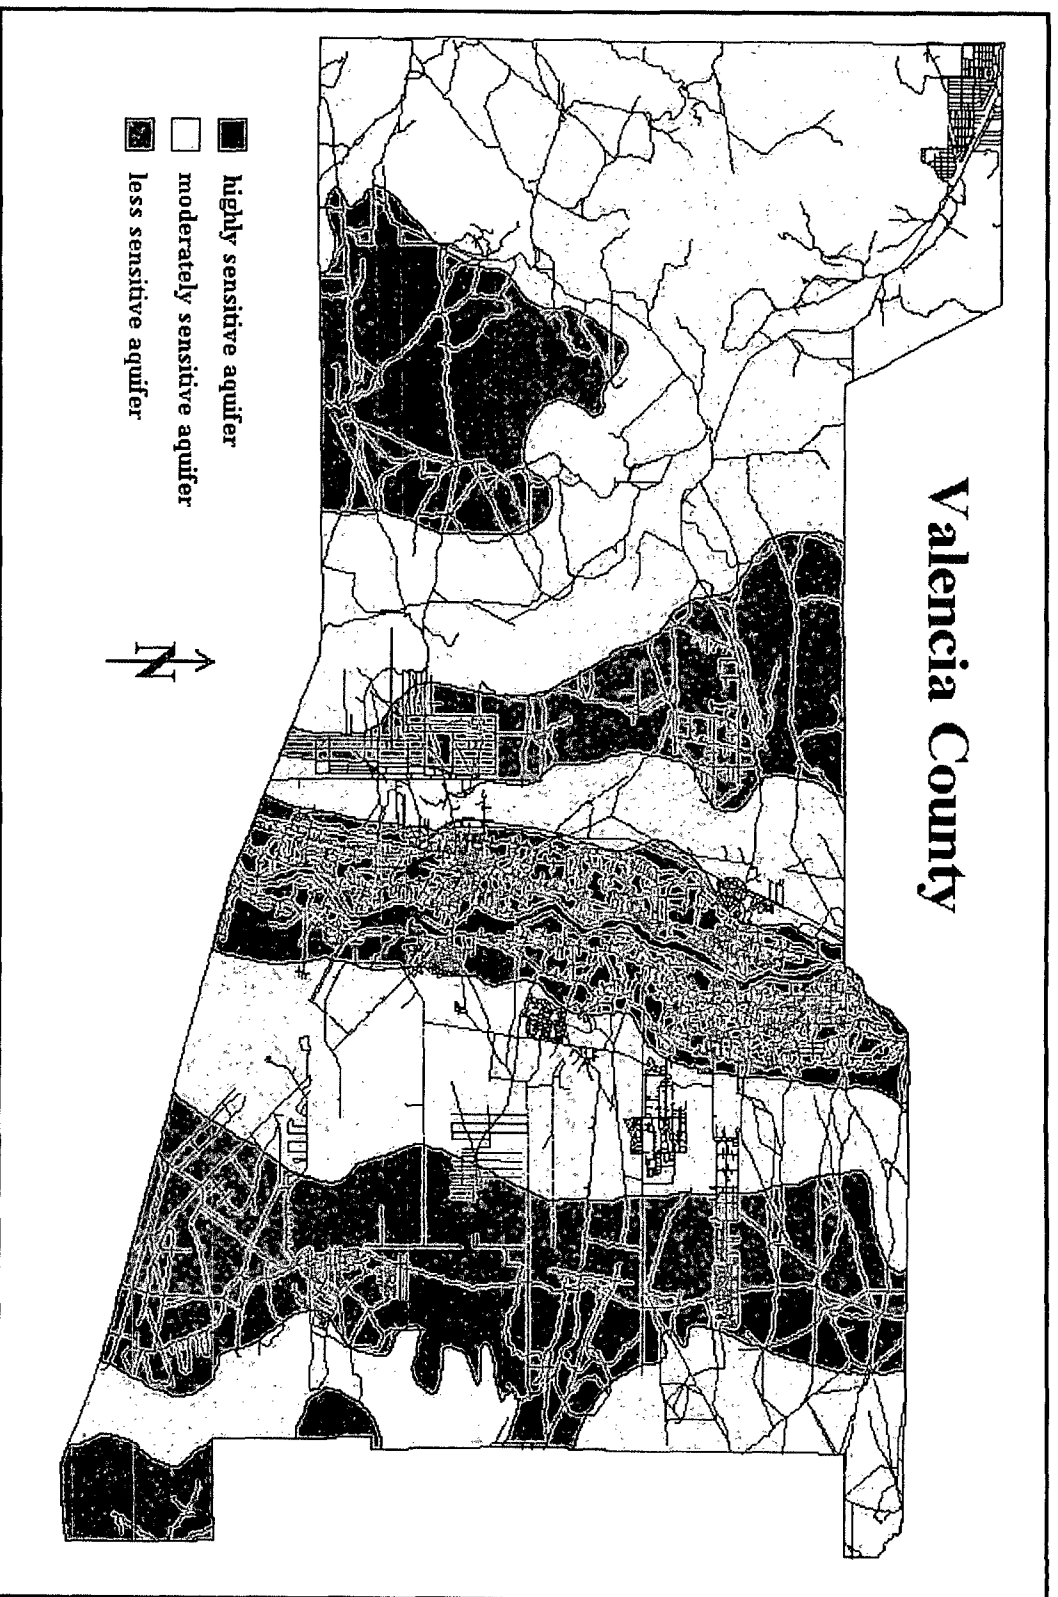 Valencia County
highly sensitive aquifer
moderately sensitive aquifer
less sensitive aquifer
N